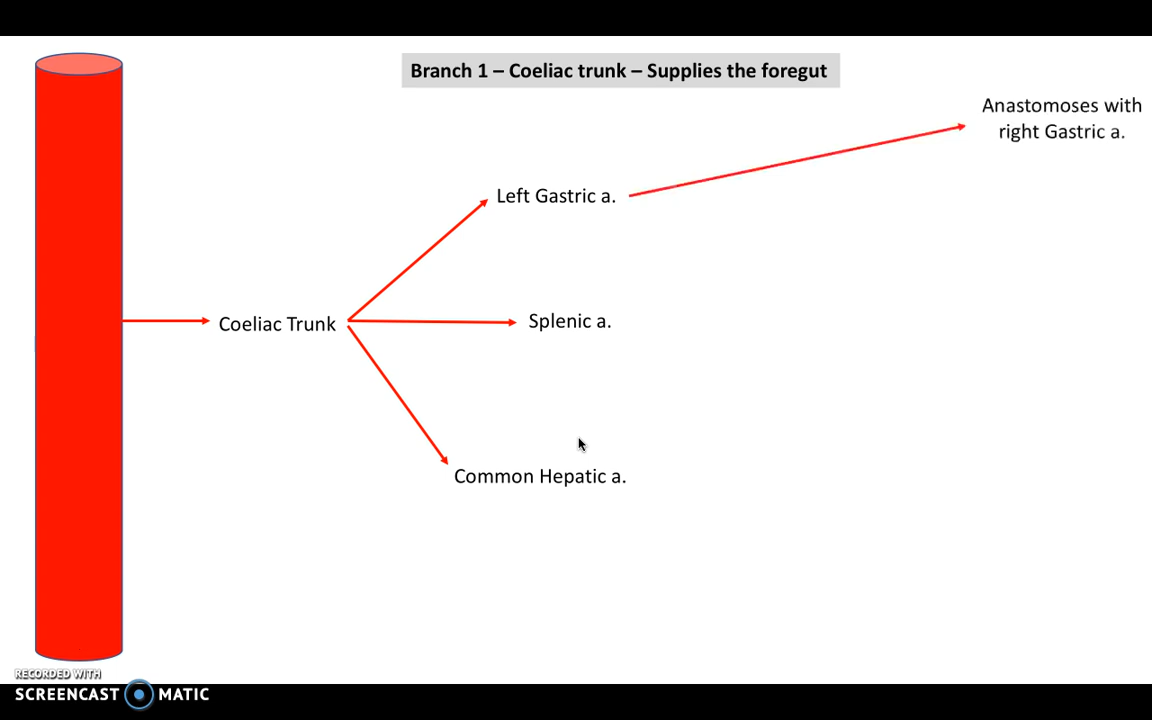 Branch 1 – Coeliac trunk – Supplies the foregut
Anastomoses with
right Gastric a.
Left Gastric a.
Coeliac Trunk
Splenic a.
Common Hepatic a.
RECORDED WITH
SCREENCAST MATIC